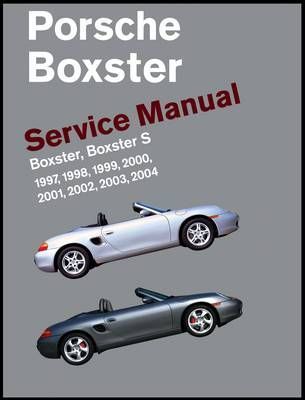 Porsche
Boxster
Service Manual
Boxster, Boxster S
1997, 1998, 1999, 2000,
2001, 2002, 2003, 2004